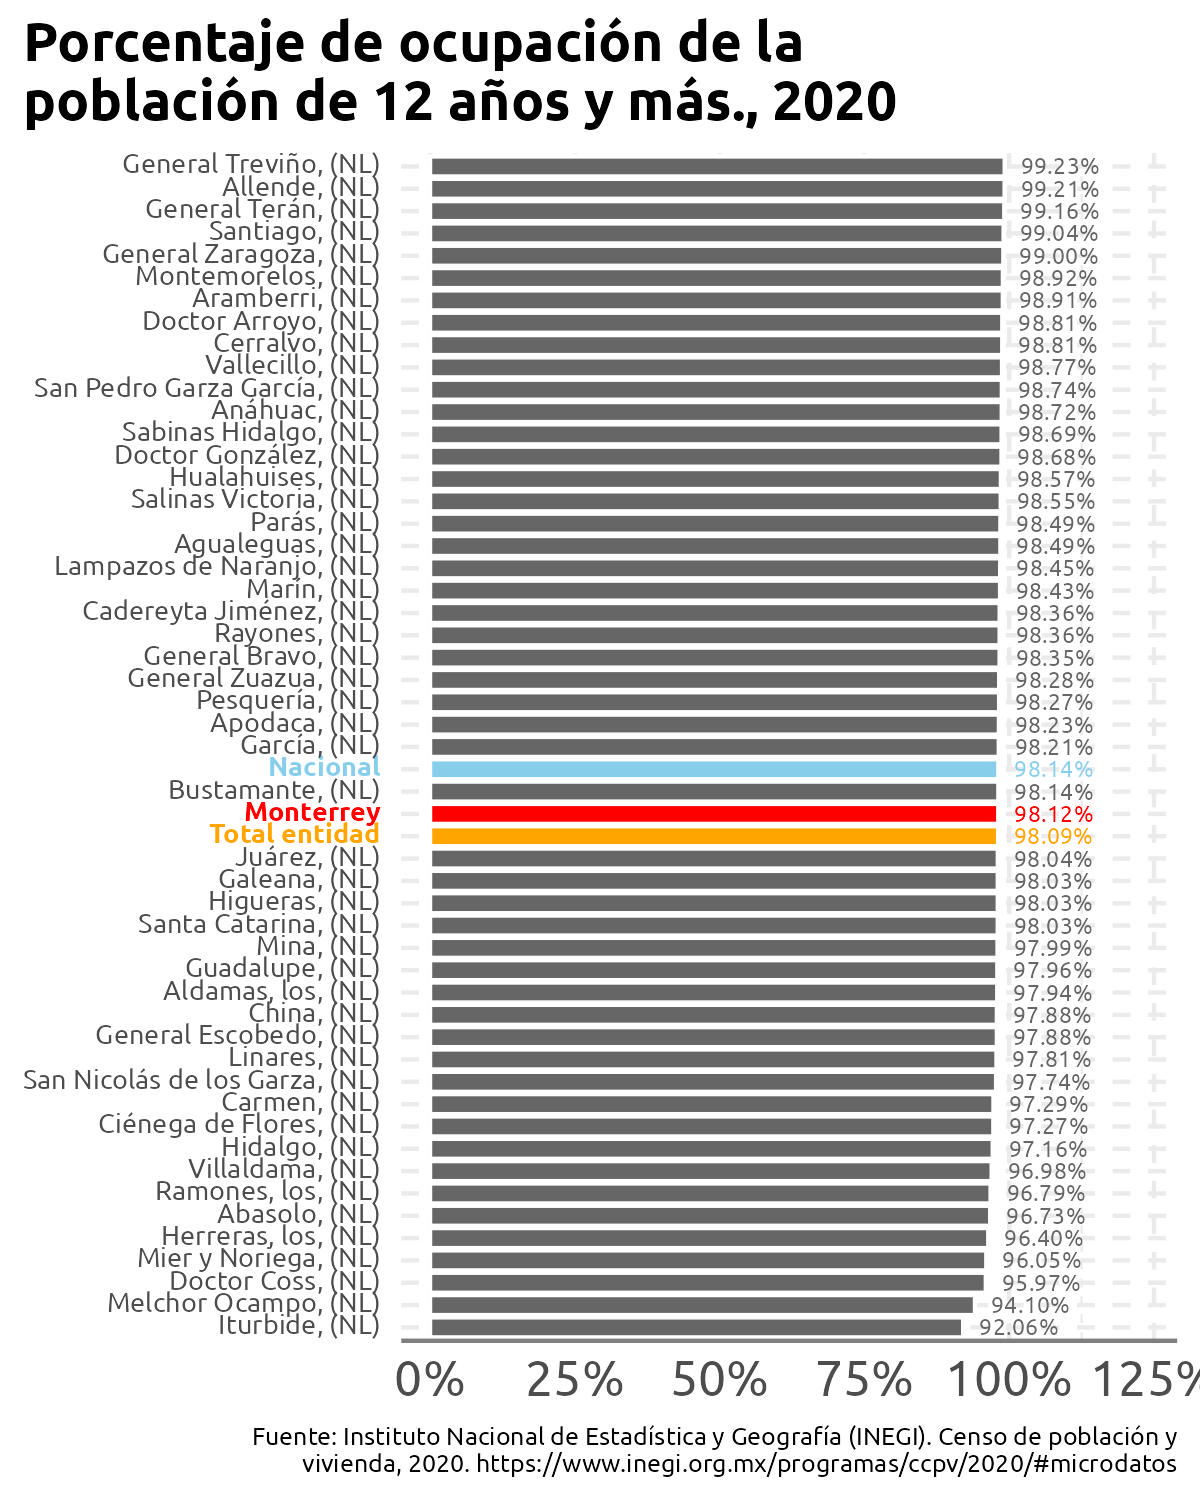 Porcentaje de ocupación de la
población de 12 años y más., 2020
General Treviño, (NL) 99.23%
Allende, (NL) 99.21%
General Terán, (NL) 99.16%
Santiago, (NL) 99.04%
General Zaragoza, (NL) 99.00%
Montemorelos, (NL) 98.92%
Aramberri, (NL) 98.91%
Doctor Arroyo, (NL) 98.81%
Cerralvo, (NL) 98.81%
Vallecillo, (NL) 98.77%
San Pedro Garza García, (NL) 98.74%
Anáhuac, (NL) 98.72%
Sabinas Hidalgo, (NL) 98.69%
Doctor González, (NL) 98.68%
Hualahuises, (NL) 98.57%
Salinas Victoria, (NL) 98.55%
Parás, (NL) 98.49%
Agualeguas, (NL) 98.49%
Lampazos de Naranjo, (NL) 98.45%
Marín, (NL) 98.43%
Cadereyta Jiménez, (NL) 98.36%
Rayones, (NL) 98.36%
General Bravo, (NL) 98.35%
General Zuazua, (NL) 98.28%
Pesquería, (NL) 98.27%
Apodaca, (NL) 98.23%
García, (NL) 98.21%
Nacional 98.14%
Bustamante, (NL) 98.14%
Monterrey 98.12%
Total entidad 98.09%
Juárez, (NL) 98.04%
Galeana, (NL) 98.03%
Higueras, (NL) 98.03%
Santa Catarina, (NL) 98.03%
Mina, (NL) 97.99%
Guadalupe, (NL) 97.96%
Aldamas, los, (NL) 97.94%
China, (NL) 97.88%
General Escobedo, (NL) 97.88%
Linares, (NL) 97.81%
San Nicolás de los Garza, (NL) 97.74%
Carmen, (NL) 97.29%
Ciénega de Flores, (NL) 97.27%
Hidalgo, (NL) 97.16%
Villaldama, (NL) 96.98%
Ramones, los, (NL) 96.79%
Abasolo, (NL) 96.73%
Herreras, los, (NL) 96.40%
Mier y Noriega, (NL) 96.05%
Doctor Coss, (NL) 95.97%
Melchor Ocampo, (NL) 94.10%
Iturbide, (NL) 92.06%
0% 25% 50% 75% 100% 125%
Fuente: Instituto Nacional de Estadística y Geografía (INEGI). Censo de población y
vivienda, 2020. https://www.inegi.org.mx/programas/ccpv/2020/#microdatos